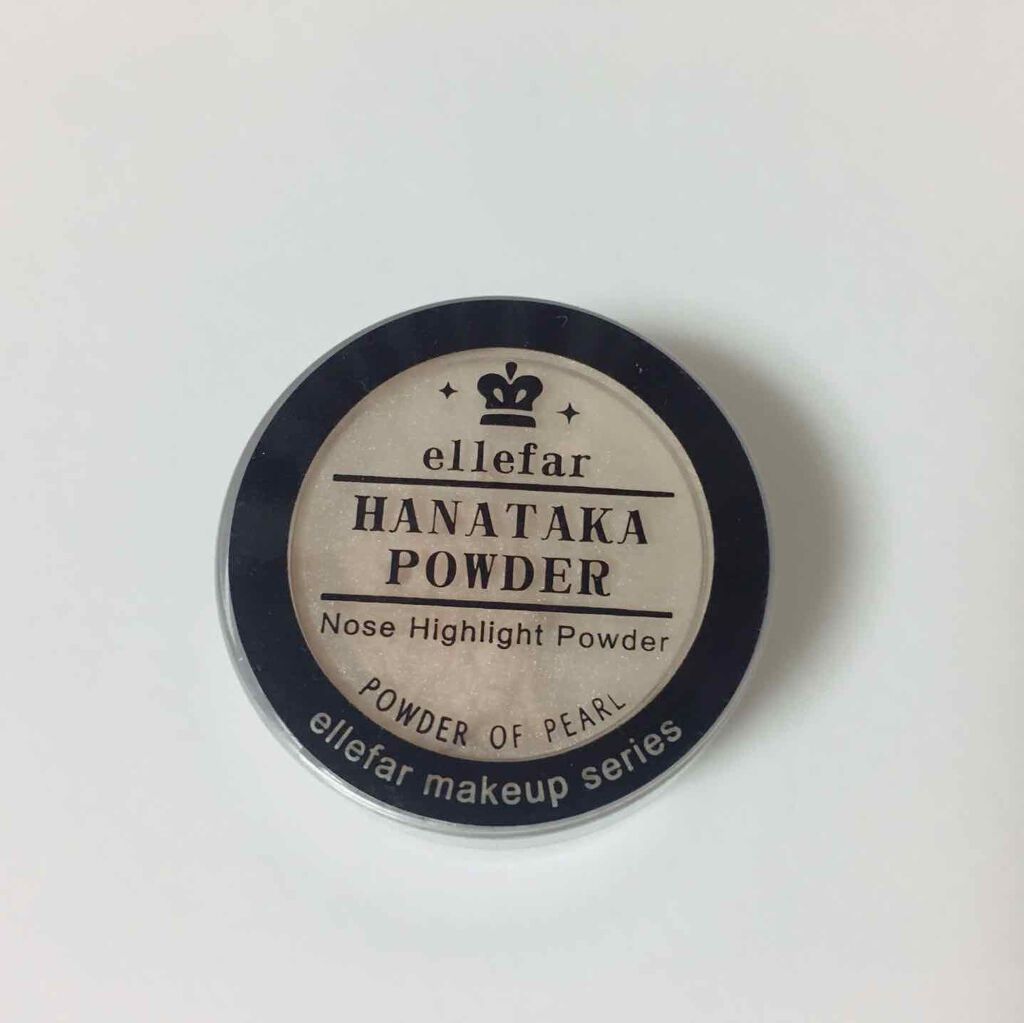 ellefar
HANATAKA
POWDER
Nose Highlight Powder
POWDER OF PEARL
ellefar makeup series